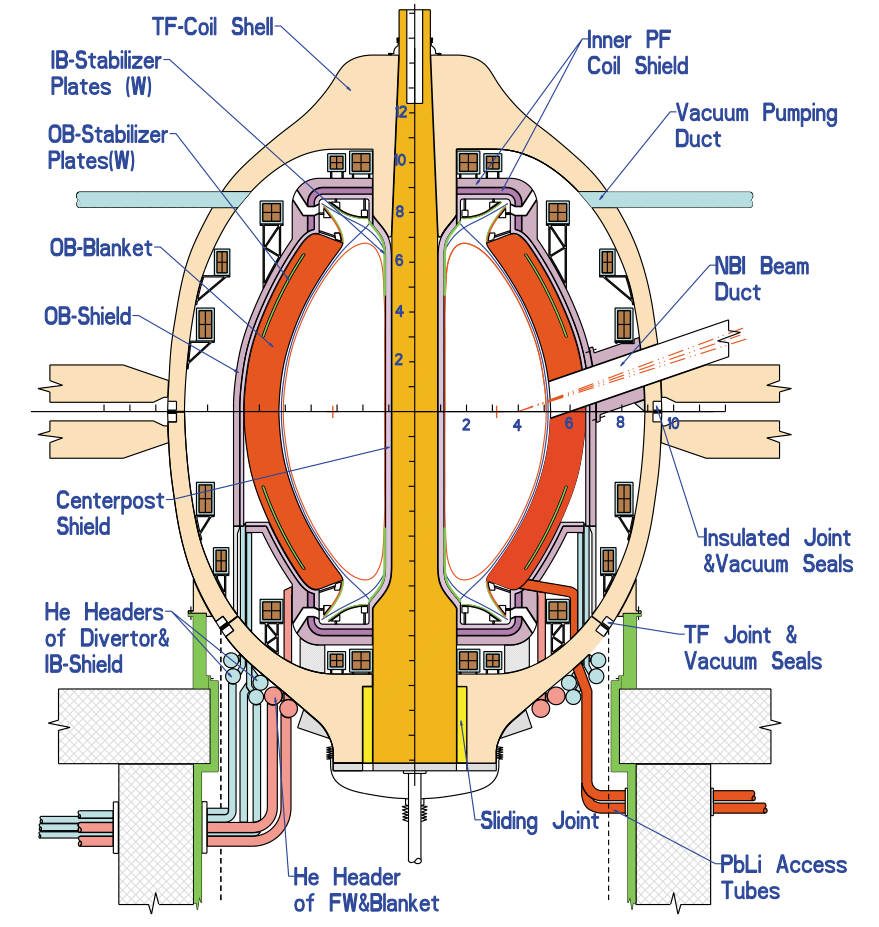 TF-Coil Shell
IB-Stabilizer
Plates (W)
Inner PF
Coil Shield
OB-Stabilizer
Plates(W)
Vacuum Pumping
Duct
12
10
8
6
4
2
OB-Blanket
NBI Beam
Duct
OB-Shield
2
4
6
8
10
Centerpost
Shield
Insulated Joint
&Vacuum Seals
He Headers
of Divertor&
IB-Shield
TF Joint &
Vacuum Seals
Sliding Joint
He Header
of FW&Blanket
PbLi Access
Tubes